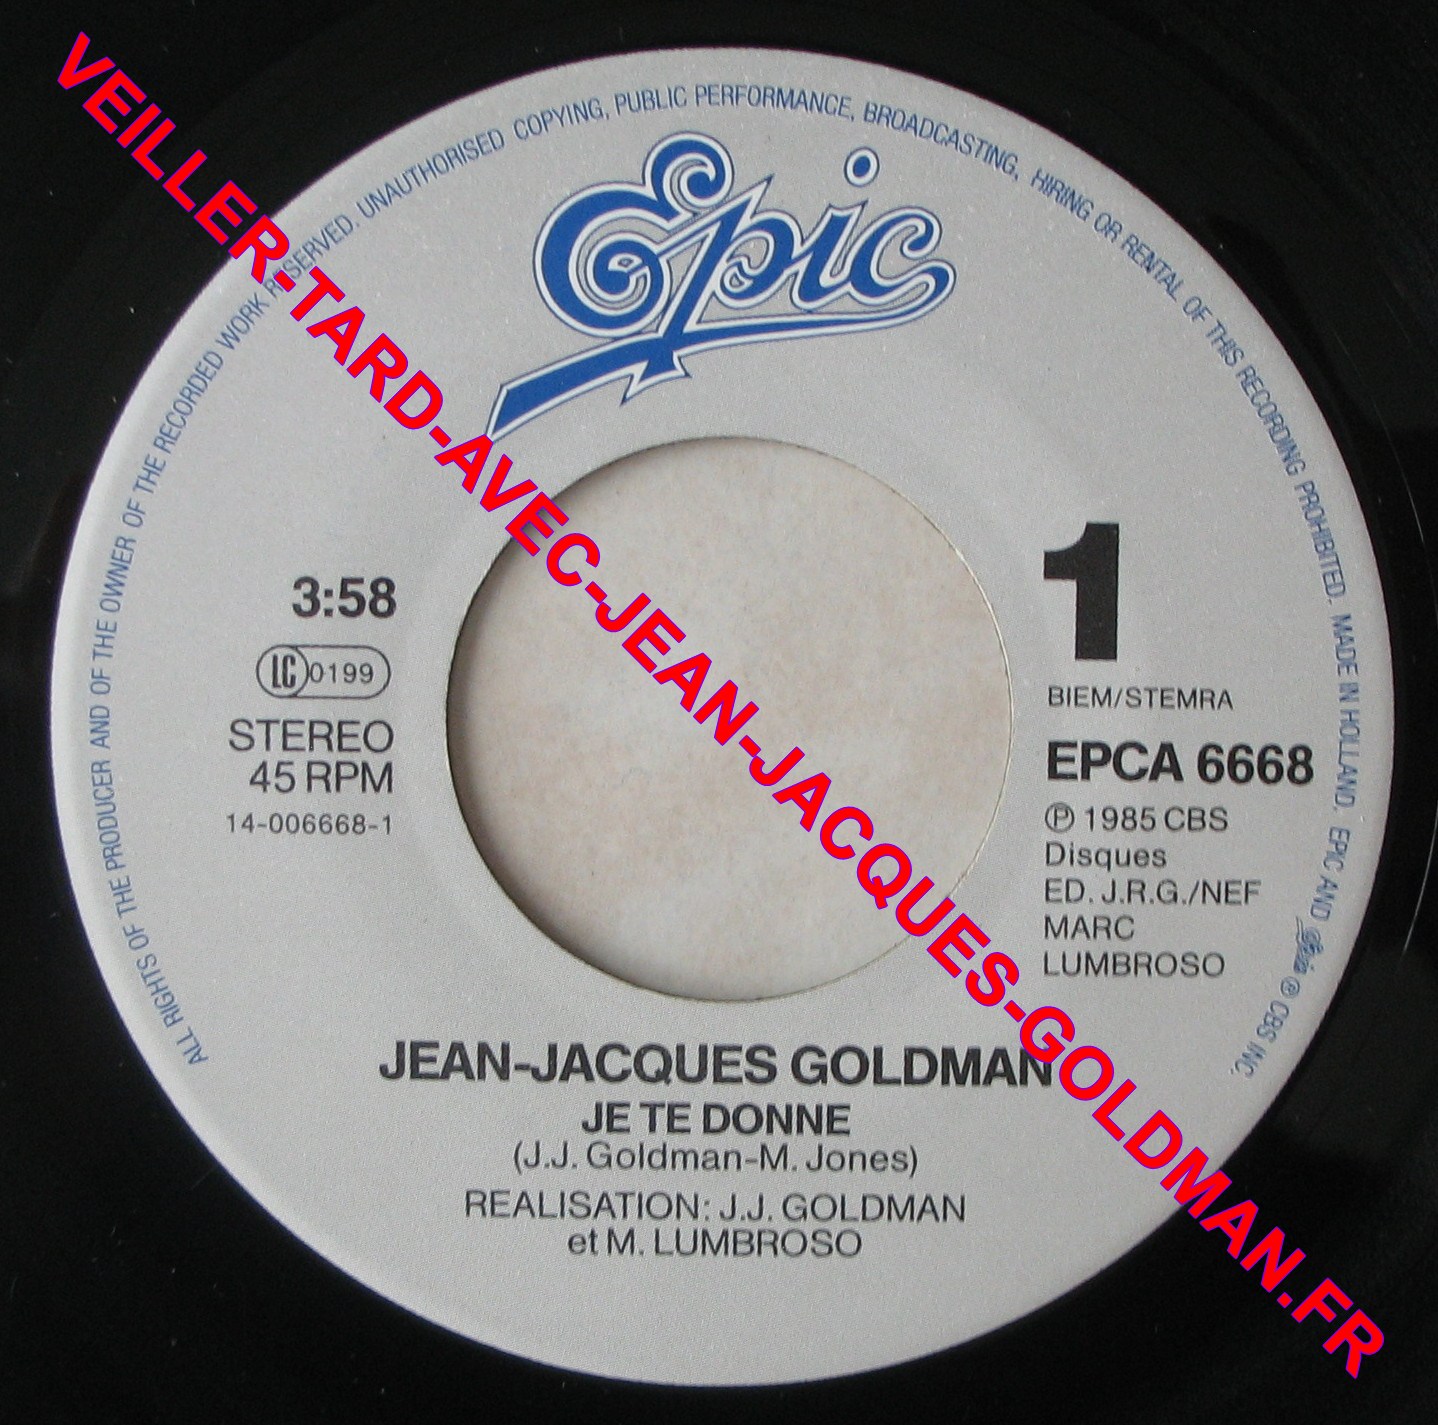 VEILLER-TARD-AVEC-JEAN-JACQUES-GOLDMAN.FR
ALL RIGHTS OF THE PRODUCER AND OF THE OWNER OF THE RECORDED WORK RESERVED. UNAUTHORISED COPYING, PUBLIC PERFORMANCE, BROADCASTING, HIRING OR RENTAL OF THIS RECORDING PROHIBITED. MADE IN HOLLAND. EPIC AND Epic ® CBS INC.
Epic
3:58
LC 0199
STEREO
45 RPM
14-006668-1
1
BIEM/STEMRA
EPCA 6668
℗ 1985 CBS
Disques
ED. J.R.G./NEF
MARC
LUMBROSO
JEAN-JACQUES GOLDMAN
JE TE DONNE
(J.J. Goldman-M. Jones)
REALISATION: J.J. GOLDMAN
et M. LUMBROSO